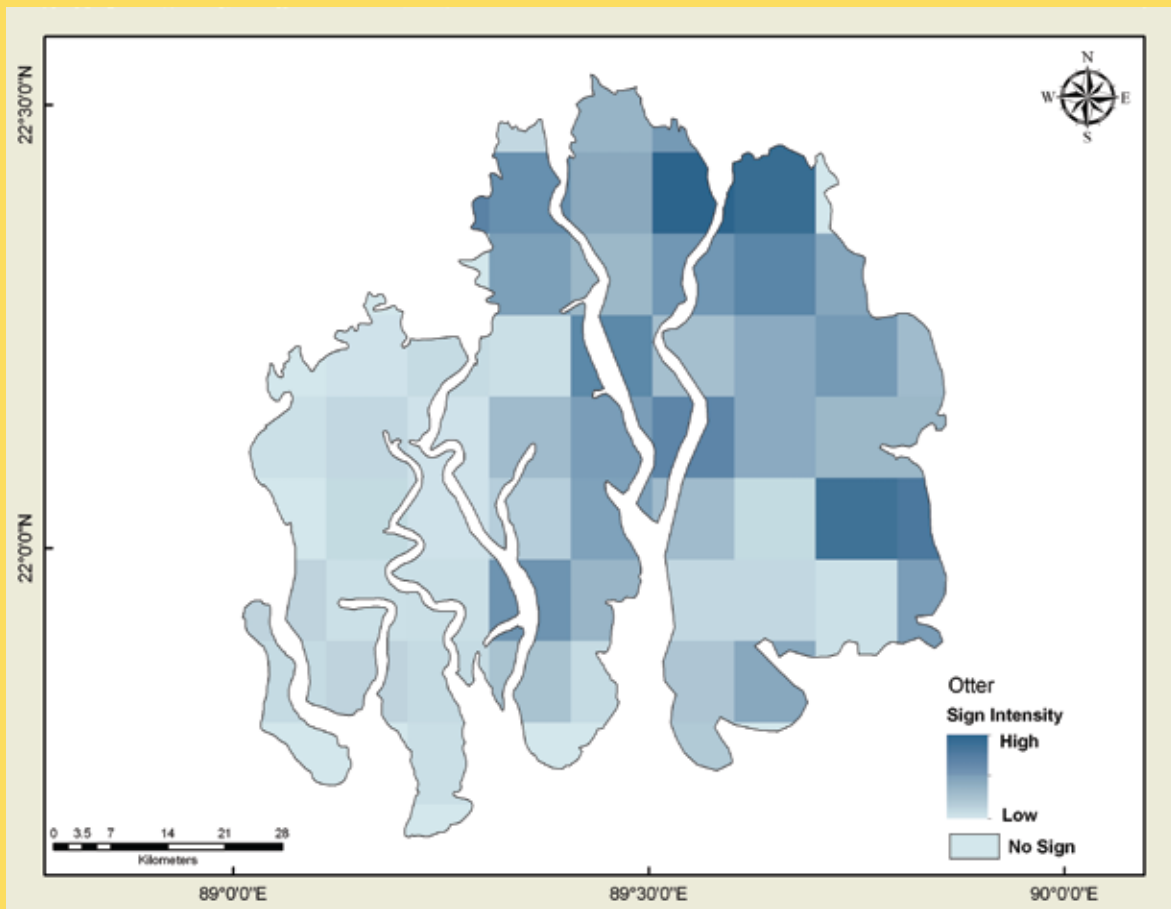 22°30'0"N
N
W E
S
22°0'0"N
Otter
Sign Intensity
High
Low
No Sign
0 3.5 7 14 21 28
Kilometers
89°0'0"E 89°30'0"E 90°0'0"E